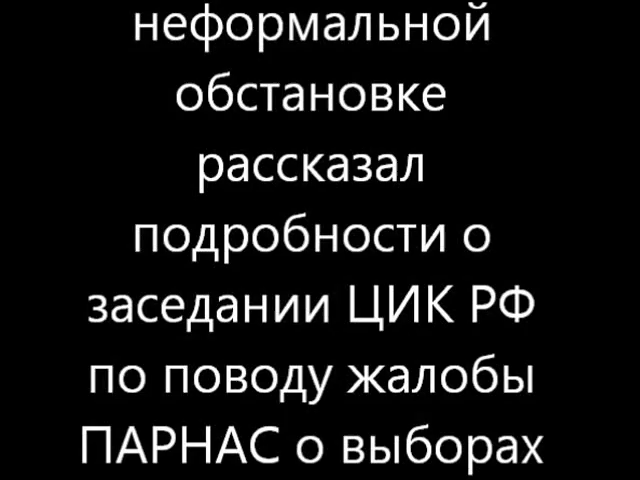 неформальной
обстановке
рассказал
подробности о
заседании ЦИК РФ
по поводу жалобы
ПАРНАС о выборах